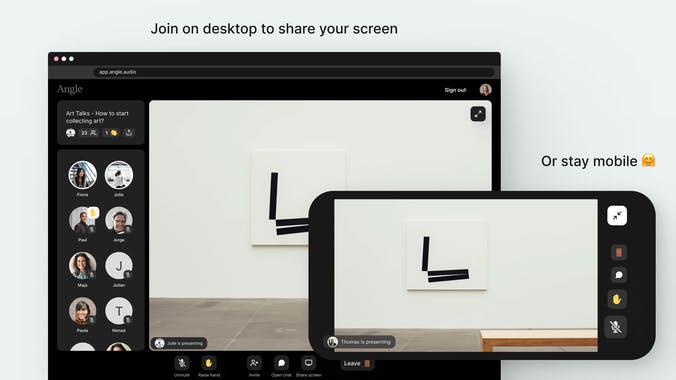 Join on desktop to share your screen
app.angle.audio
Angle
Sign out
Art Talks - How to start
collecting art?
23
1
Fiona
Julie
Paul
Jorge
Maja
J
Julian
Paola
N
Nenad
Julie is presenting
Unmute
Raise hand
Invite
Open chat
Share screen
Leave
Or stay mobile 🤗
Thomas is presenting